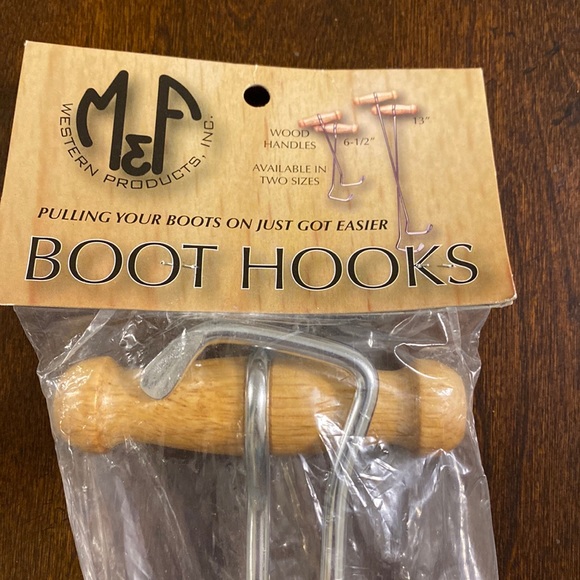 M&F
WESTERN PRODUCTS, INC.
WOOD
HANDLES
6-1/2"
13"
AVAILABLE IN
TWO SIZES
PULLING YOUR BOOTS ON JUST GOT EASIER
BOOT HOOKS